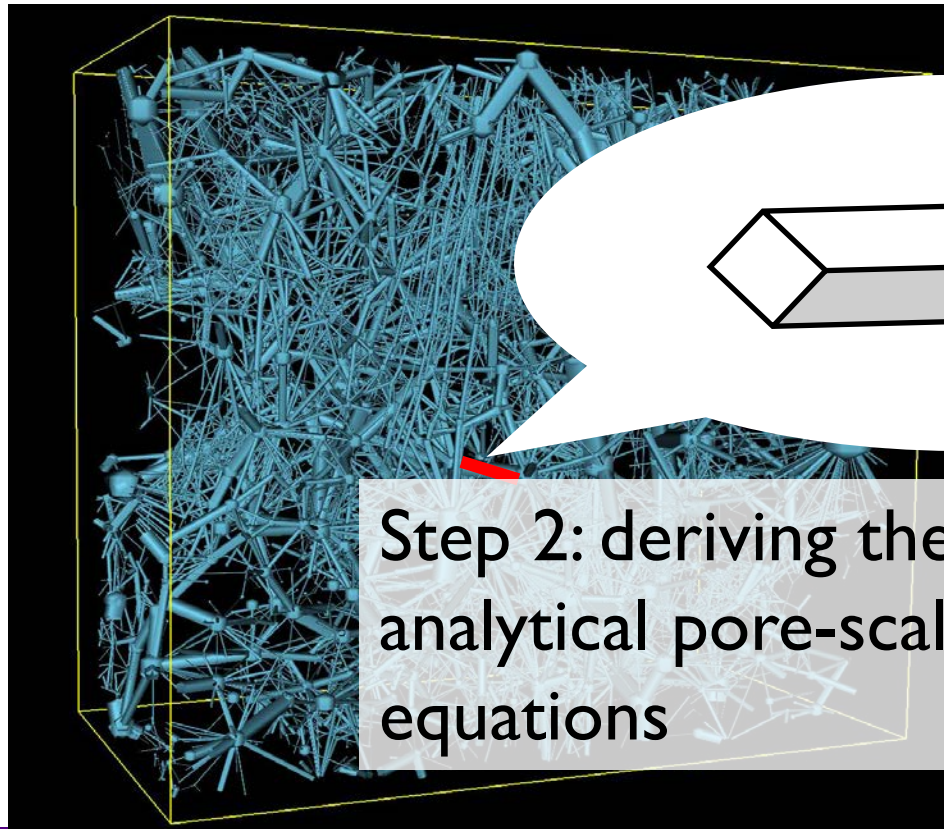 Step 2: deriving the
analytical pore-scal
equations